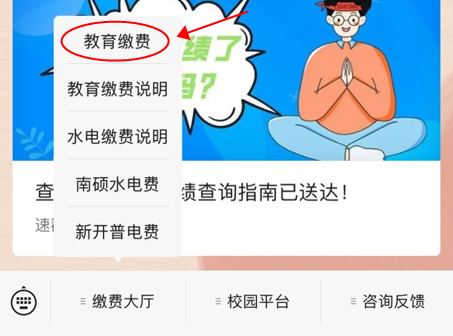 教育缴费
教育缴费说明
水电缴费说明
南硕水电费
新开普电费
绩了
吗?
查
绩查询指南已送达!
速
缴费大厅
校园平台
咨询反馈